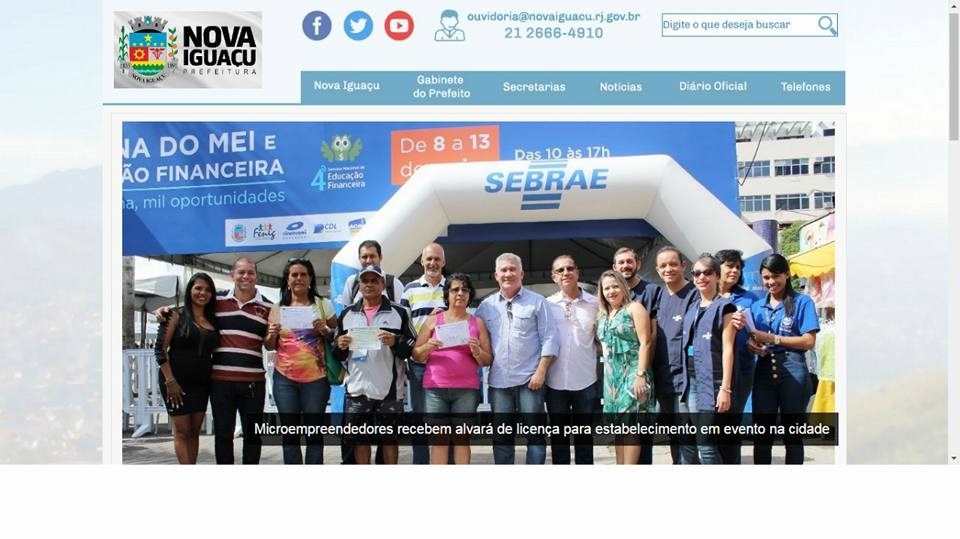 NOVA
IGUAÇU
PREFEITURA
NOVA IGUAÇU
ouvidoria@novaiguacu.rj.gov.br
21 2666-4910
Digite o que deseja buscar
Nova Iguaçu
Gabinete
do Prefeito
Secretarias
Notícias
Diário Oficial
Telefones
NA DO MEI E
ÃO FINANCEIRA
a, mil oportunidades
4ª Semana Nacional de
Educação
Financeira
De 8 a 13
de
Das 10 às 17h
Fenig
CDL
SEBRAE
Microempreendedores recebem alvará de licença para estabelecimento em evento na cidade